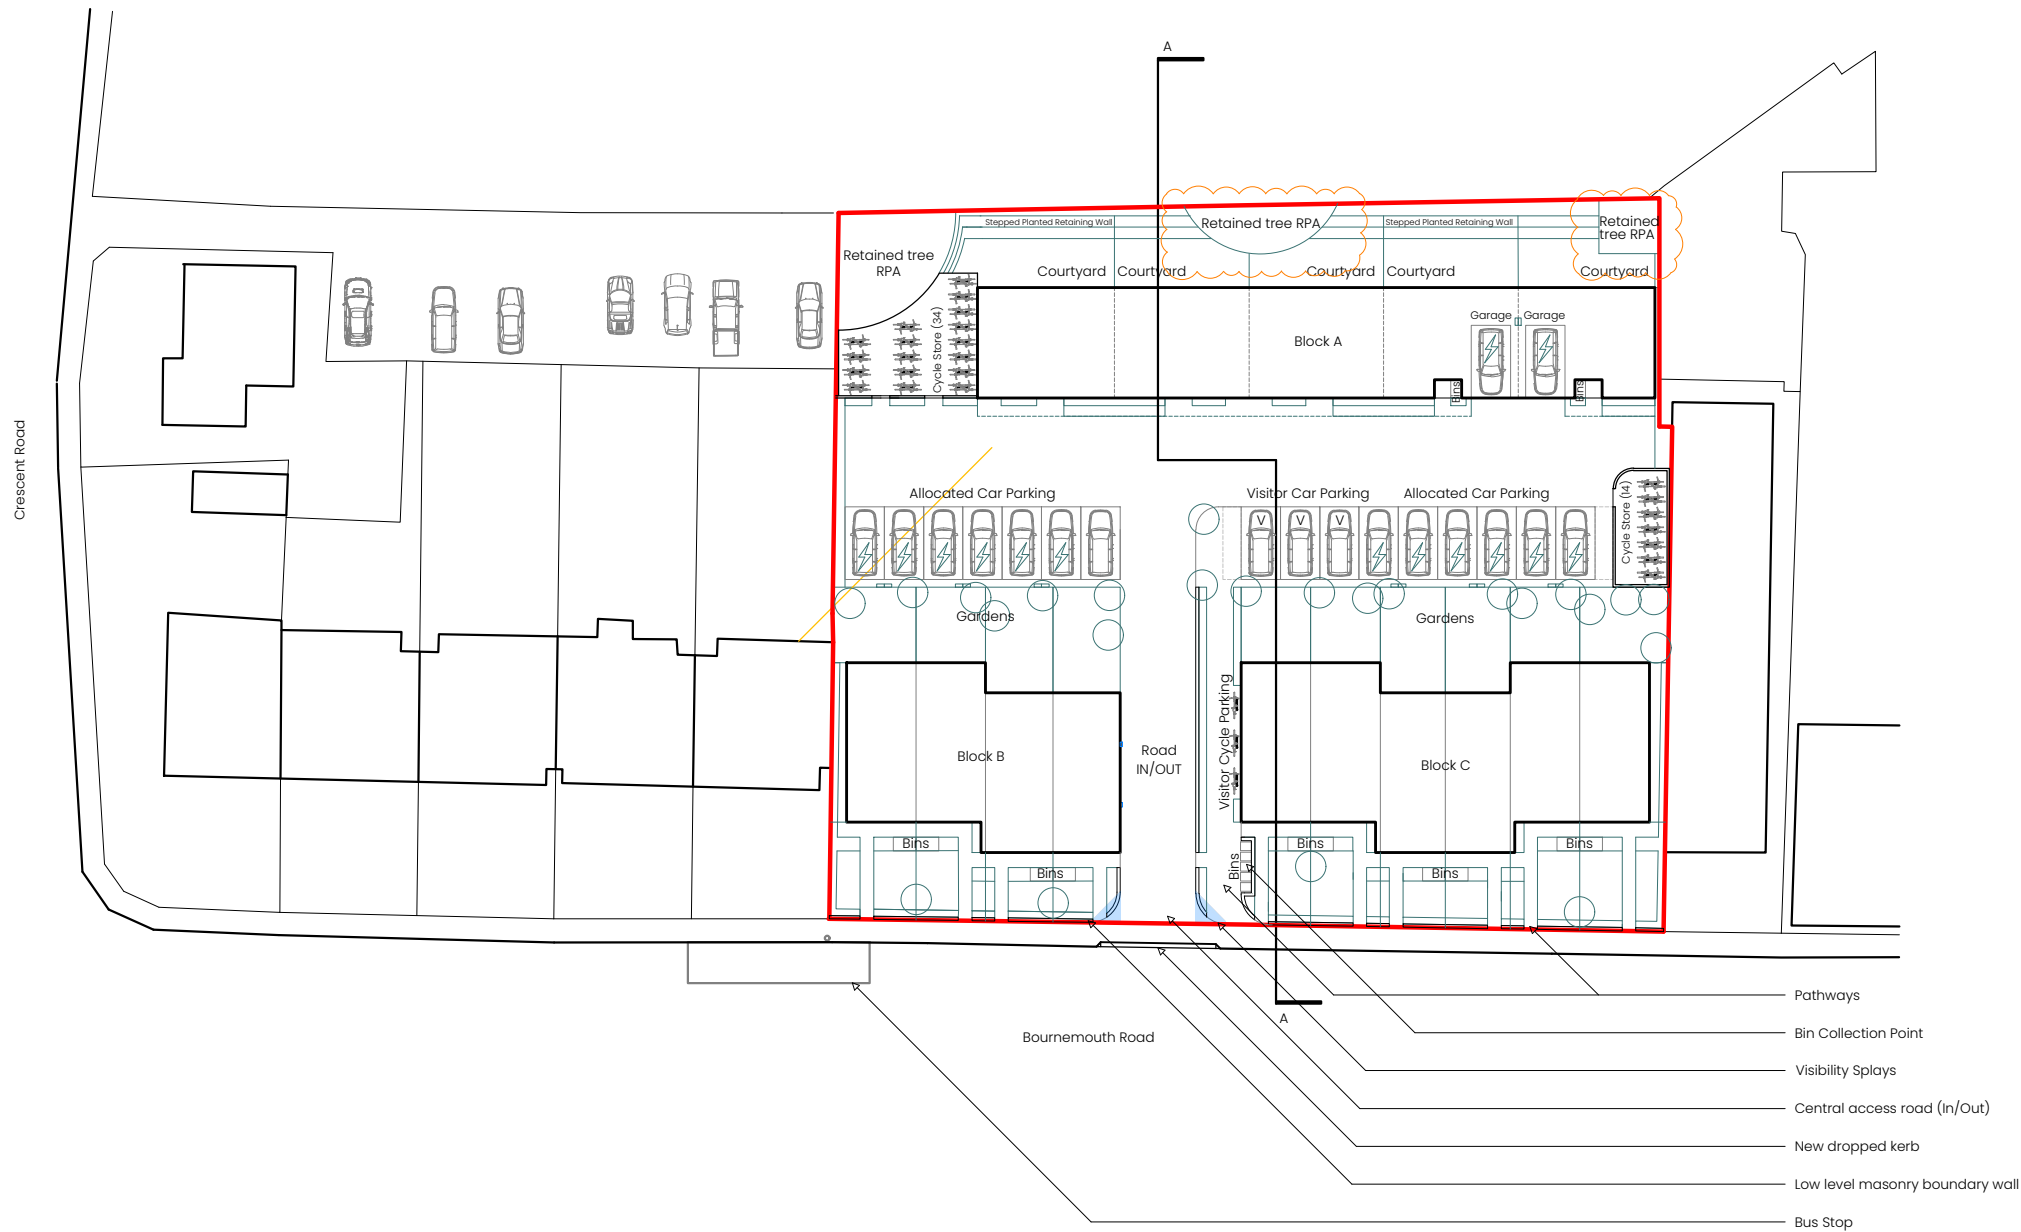 A
Stepped Planted Retaining Wall
Retained tree RPA
Stepped Planted Retaining Wall
Retained
tree RPA
Retained tree
RPA
Courtyard
Courtyard
Courtyard
Courtyard
Courtyard
Cycle Store (34)
Block A
Garage
Garage
Bins
Bins
Crescent Road
Allocated Car Parking
Visitor Car Parking
Allocated Car Parking
V
V
V
Cycle Store (14)
Gardens
Gardens
Block B
Road
IN/OUT
Visitor Cycle Parking
Block C
Bins
Bins
Bins
Bins
Bins
Bins
A
Bournemouth Road
Pathways
Bin Collection Point
Visibility Splays
Central access road (In/Out)
New dropped kerb
Low level masonry boundary wall
Bus Stop